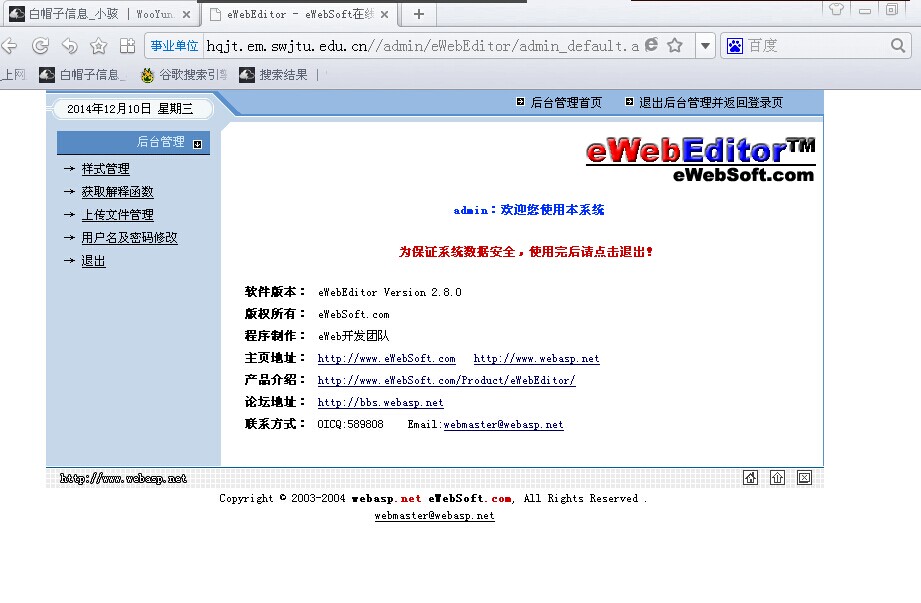 白帽子信息_小骇 | WooYun.
eWebEditor - eWebSoft在线
事业单位 hqjt.em.swjtu.edu.cn//admin/eWebEditor/admin_default.a
百度
上网 白帽子信息_ 谷歌搜索引 搜索结果 |
2014年12月10日 星期三
后台管理首页 退出后台管理并返回登录页
后台管理
→ 样式管理
→ 获取解释函数
→ 上传文件管理
→ 用户名及密码修改
→ 退出
eWebEditor™
eWebSoft.com
admin：欢迎您使用本系统
为保证系统数据安全，使用完后请点击退出！
软件版本： eWebEditor Version 2.8.0
版权所有： eWebSoft.com
程序制作： eWeb开发团队
主页地址： http://www.eWebSoft.com http://www.webasp.net
产品介绍： http://www.eWebSoft.com/Product/eWebEditor/
论坛地址： http://bbs.webasp.net
联系方式： OICQ:589808 Email:webmaster@webasp.net
http://www.webasp.net
Copyright © 2003-2004 webasp.net eWebSoft.com, All Rights Reserved .
webmaster@webasp.net